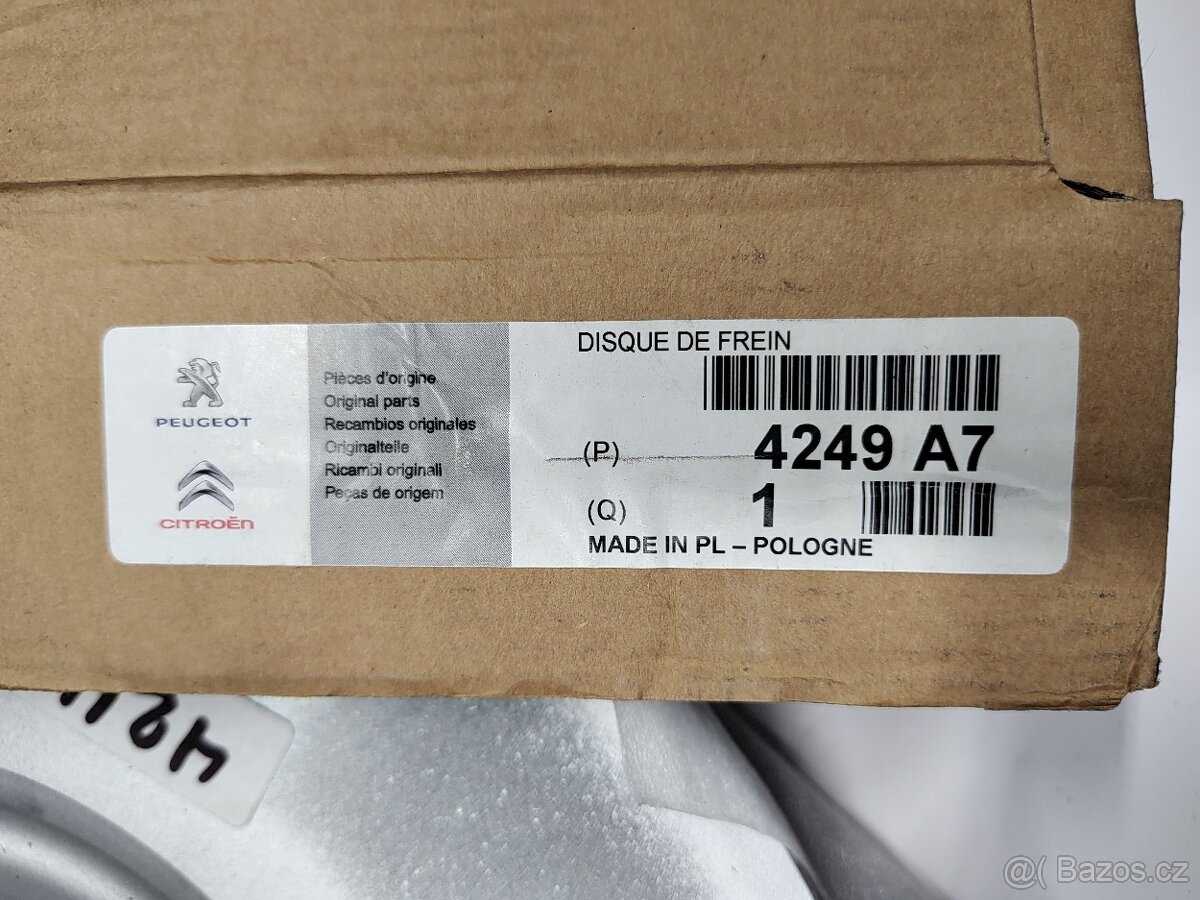 PEUGEOT
CITROËN
Pièces d'origine
Original parts
Recambios originales
Originalteile
Ricambi originali
Peças de origem
DISQUE DE FREIN
(P) 4249 A7
(Q) 1
MADE IN PL – POLOGNE
@( Bazos.cz